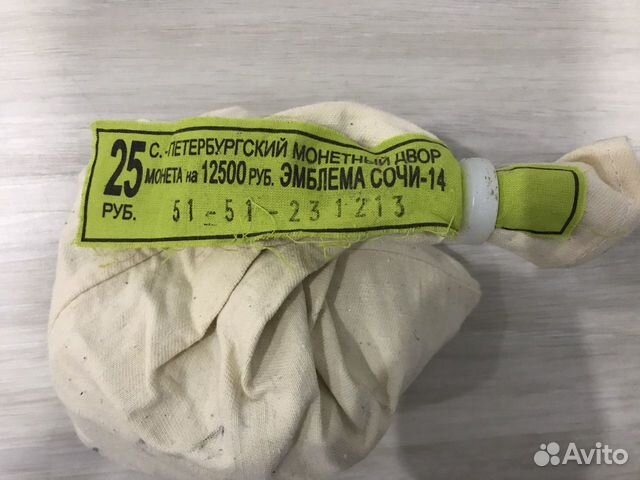 25 С.-ПЕТЕРБУРГСКИЙ МОНЕТНЫЙ ДВОР
МОНЕТА на 12500 РУБ. ЭМБЛЕМА СОЧИ-14
РУБ. 51-51-231213
Avito